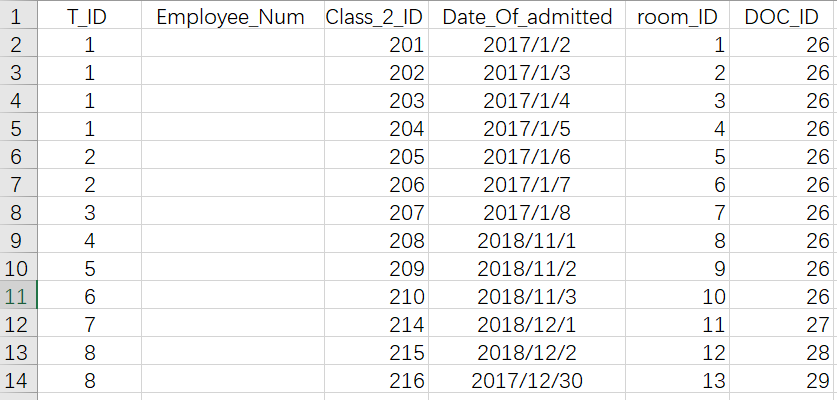 1 T_ID Employee_Num Class_2_ID Date_Of_admitted room_ID DOC_ID
2 1 201 2017/1/2 1 26
3 1 202 2017/1/3 2 26
4 1 203 2017/1/4 3 26
5 1 204 2017/1/5 4 26
6 2 205 2017/1/6 5 26
7 2 206 2017/1/7 6 26
8 3 207 2017/1/8 7 26
9 4 208 2018/11/1 8 26
10 5 209 2018/11/2 9 26
11 6 210 2018/11/3 10 26
12 7 214 2018/12/1 11 27
13 8 215 2018/12/2 12 28
14 8 216 2017/12/30 13 29